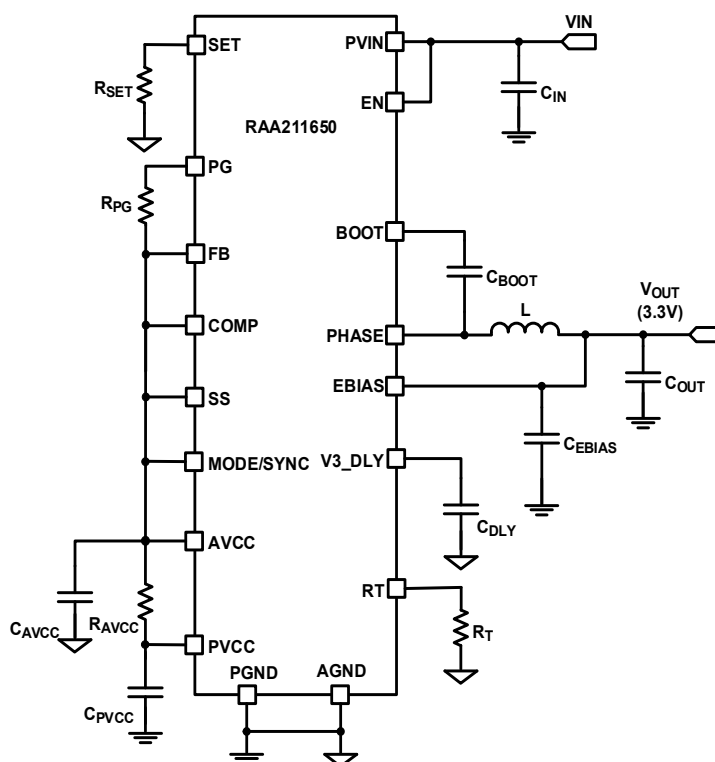 VIN
SET
PVIN
RSET
CIN
EN
RAA211650
PG
RPG
BOOT
FB
CBOOT
L
VOUT
(3.3V)
COMP
PHASE
EBIAS
COUT
SS
CEBIAS
MODE/SYNC
V3_DLY
CDLY
AVCC
RT
CAVCC
RAVCC
RT
PVCC
PGND
AGND
CPVCC